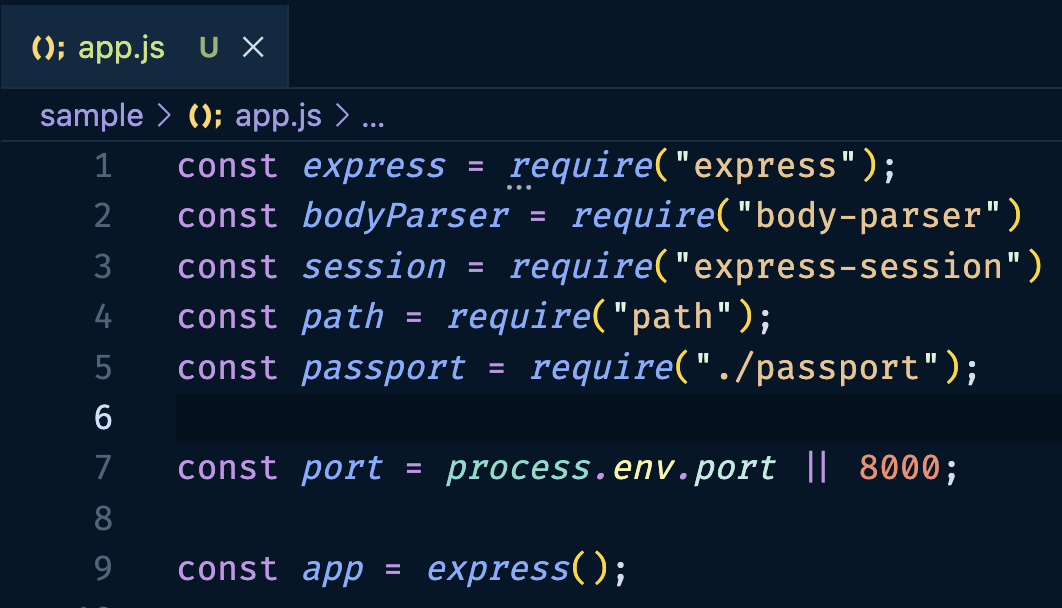 (); app.js U ×
sample > (); app.js > ...
1 const express = require("express");
2 const bodyParser = require("body-parser")
3 const session = require("express-session")
4 const path = require("path");
5 const passport = require("./passport");
6
7 const port = process.env.port || 8000;
8
9 const app = express();